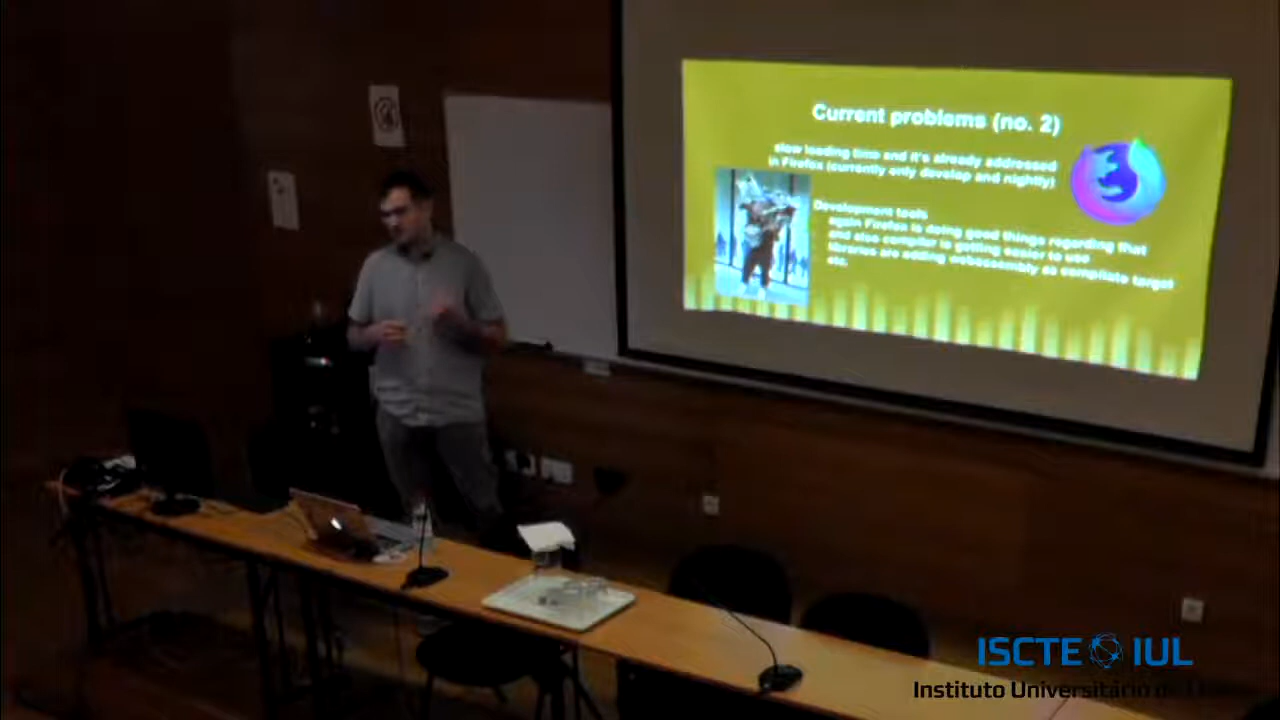 Current problems (no. 2)
slow loading time and it's already addressed
in Firefox (currently only develop and nightly)
Development tools
again Firefox is doing good things regarding that
and also compiler is getting easier to use
libraries are adding webassembly as compilate target
etc.
ISCTE IUL
Instituto Universitário